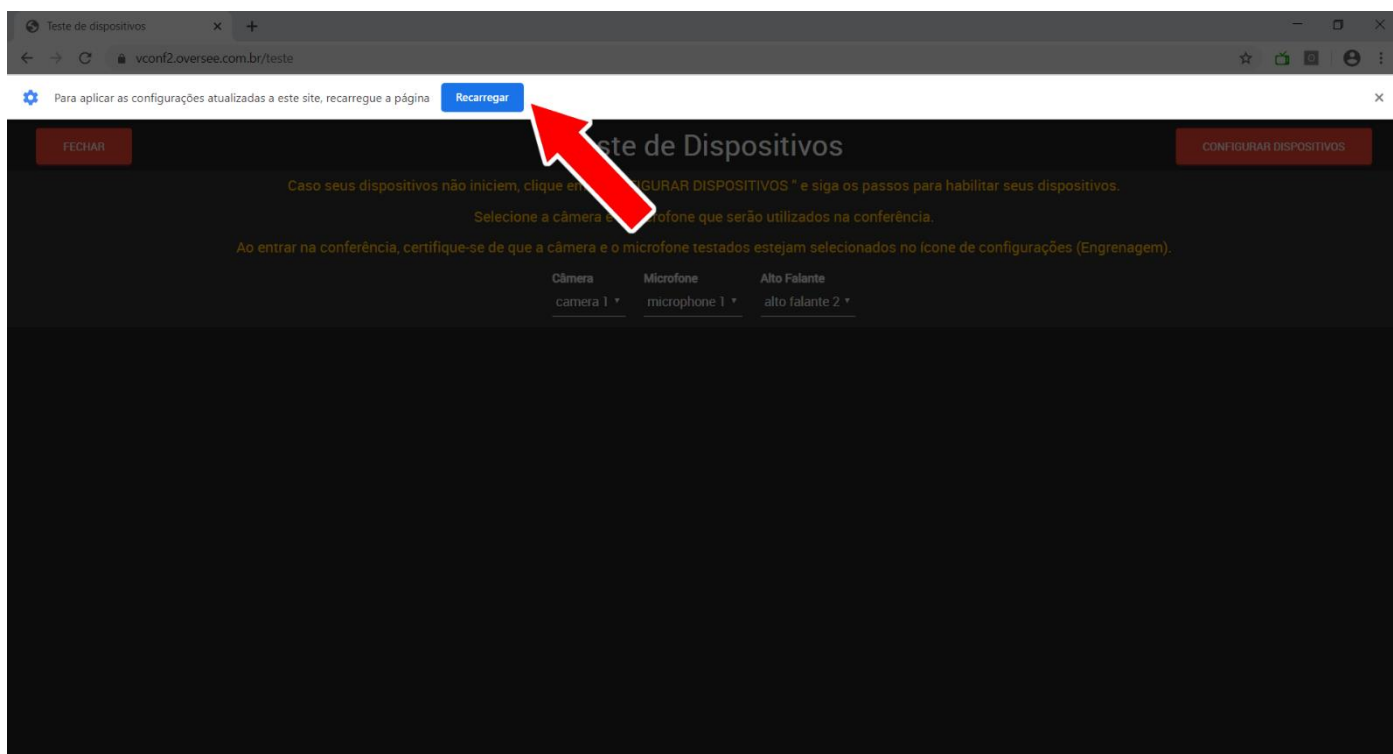 Teste de dispositivos
vconf2.oversee.com.br/teste
Para aplicar as configurações atualizadas a este site, recarregue a página Recarregar
FECHAR
ste de Dispositivos
CONFIGURAR DISPOSITIVOS
Caso seus dispositivos não iniciem, clique em IGURAR DISPOSITIVOS " e siga os passos para habilitar seus dispositivos.
Selecione a câmera e rofone que serão utilizados na conferência.
Ao entrar na conferência, certifique-se de que a câmera e o microfone testados estejam selecionados no ícone de configurações (Engrenagem).
Câmera Microfone Alto Falante
camera 1 microphone 1 alto falante 2